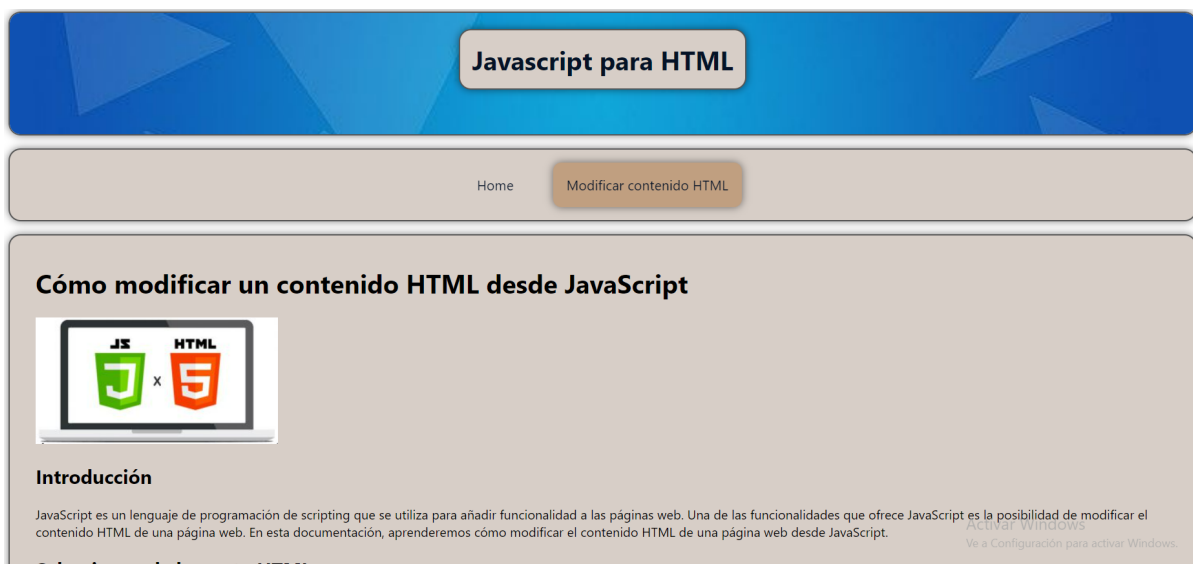 Javascript para HTML
Home
Modificar contenido HTML
Cómo modificar un contenido HTML desde JavaScript
JS HTML
J x 5
Introducción
JavaScript es un lenguaje de programación de scripting que se utiliza para añadir funcionalidad a las páginas web. Una de las funcionalidades que ofrece JavaScript es la posibilidad de modificar el
contenido HTML de una página web. En esta documentación, aprenderemos cómo modificar el contenido HTML de una página web desde JavaScript.
Activar Windows
Ve a Configuración para activar Windows.